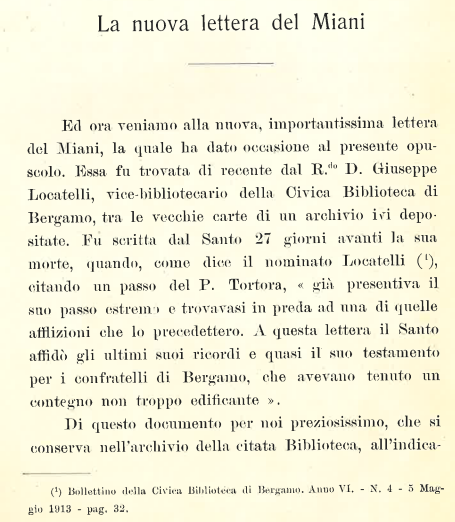 La nuova lettera del Miani
Ed ora veniamo alla nuova, importantissima lettera
del Miani, la quale ha dato occasione al presente opu-
scolo. Essa fu trovata di recente dal R.do D. Giuseppe
Locatelli, vice-bibliotecario della Civica Biblioteca di
Bergamo, tra le vecchie carte di un archivio ivi depo-
sitate. Fu scritta dal Santo 27 giorni avanti la sua
morte, quando, come dice il nominato Locatelli (¹),
citando un passo del P. Tortora, « già presentiva il
suo passo estremo e trovavasi in preda ad una di quelle
afflizioni che lo precedettero. A questa lettera il Santo
affidò gli ultimi suoi ricordi e quasi il suo testamento
per i confratelli di Bergamo, che avevano tenuto un
contegno non troppo edificante ».
Di questo documento per noi preziosissimo, che si
conserva nell'archivio della citata Biblioteca, all'indica-
(¹) Bollettino della Civica Biblioteca di Bergamo. Anno VI. - N. 4 - 5 Mag-
gio 1913 - pag. 32.